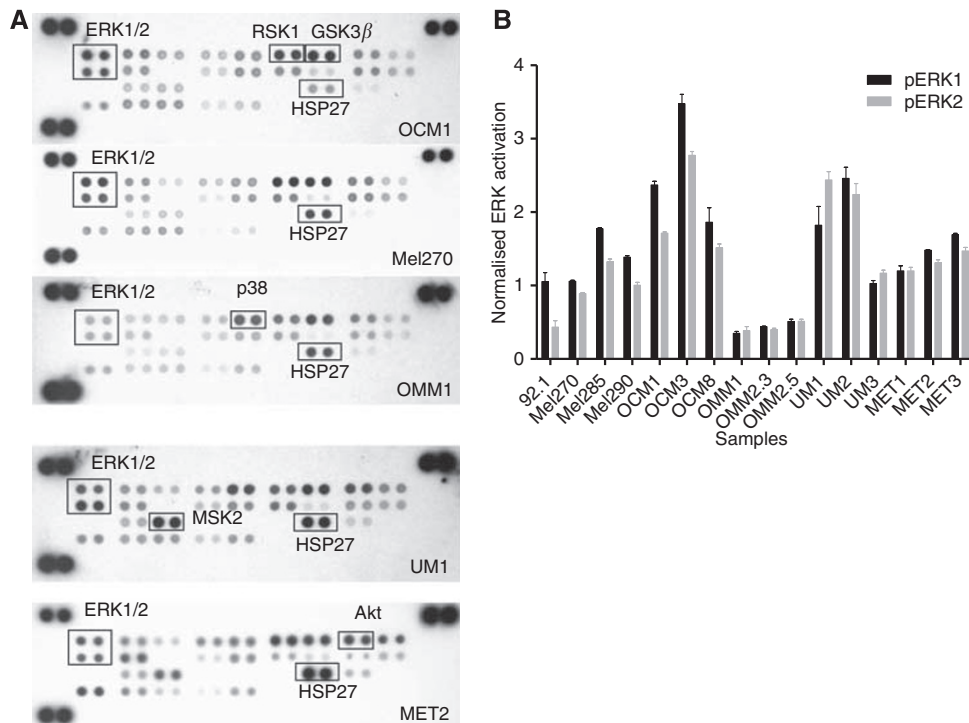 A
ERK1/2
RSK1 GSK3β
HSP27
OCM1
ERK1/2
HSP27
Mel270
ERK1/2
p38
HSP27
OMM1
ERK1/2
MSK2
HSP27
UM1
ERK1/2
Akt
HSP27
MET2
B
4
3
2
1
0
Normalised ERK activation
pERK1
pERK2
92.1
Mel270
Mel285
Mel290
OCM1
OCM3
OCM8
OMM1
OMM2.3
OMM2.5
UM1
UM2
UM3
MET1
MET2
MET3
Samples